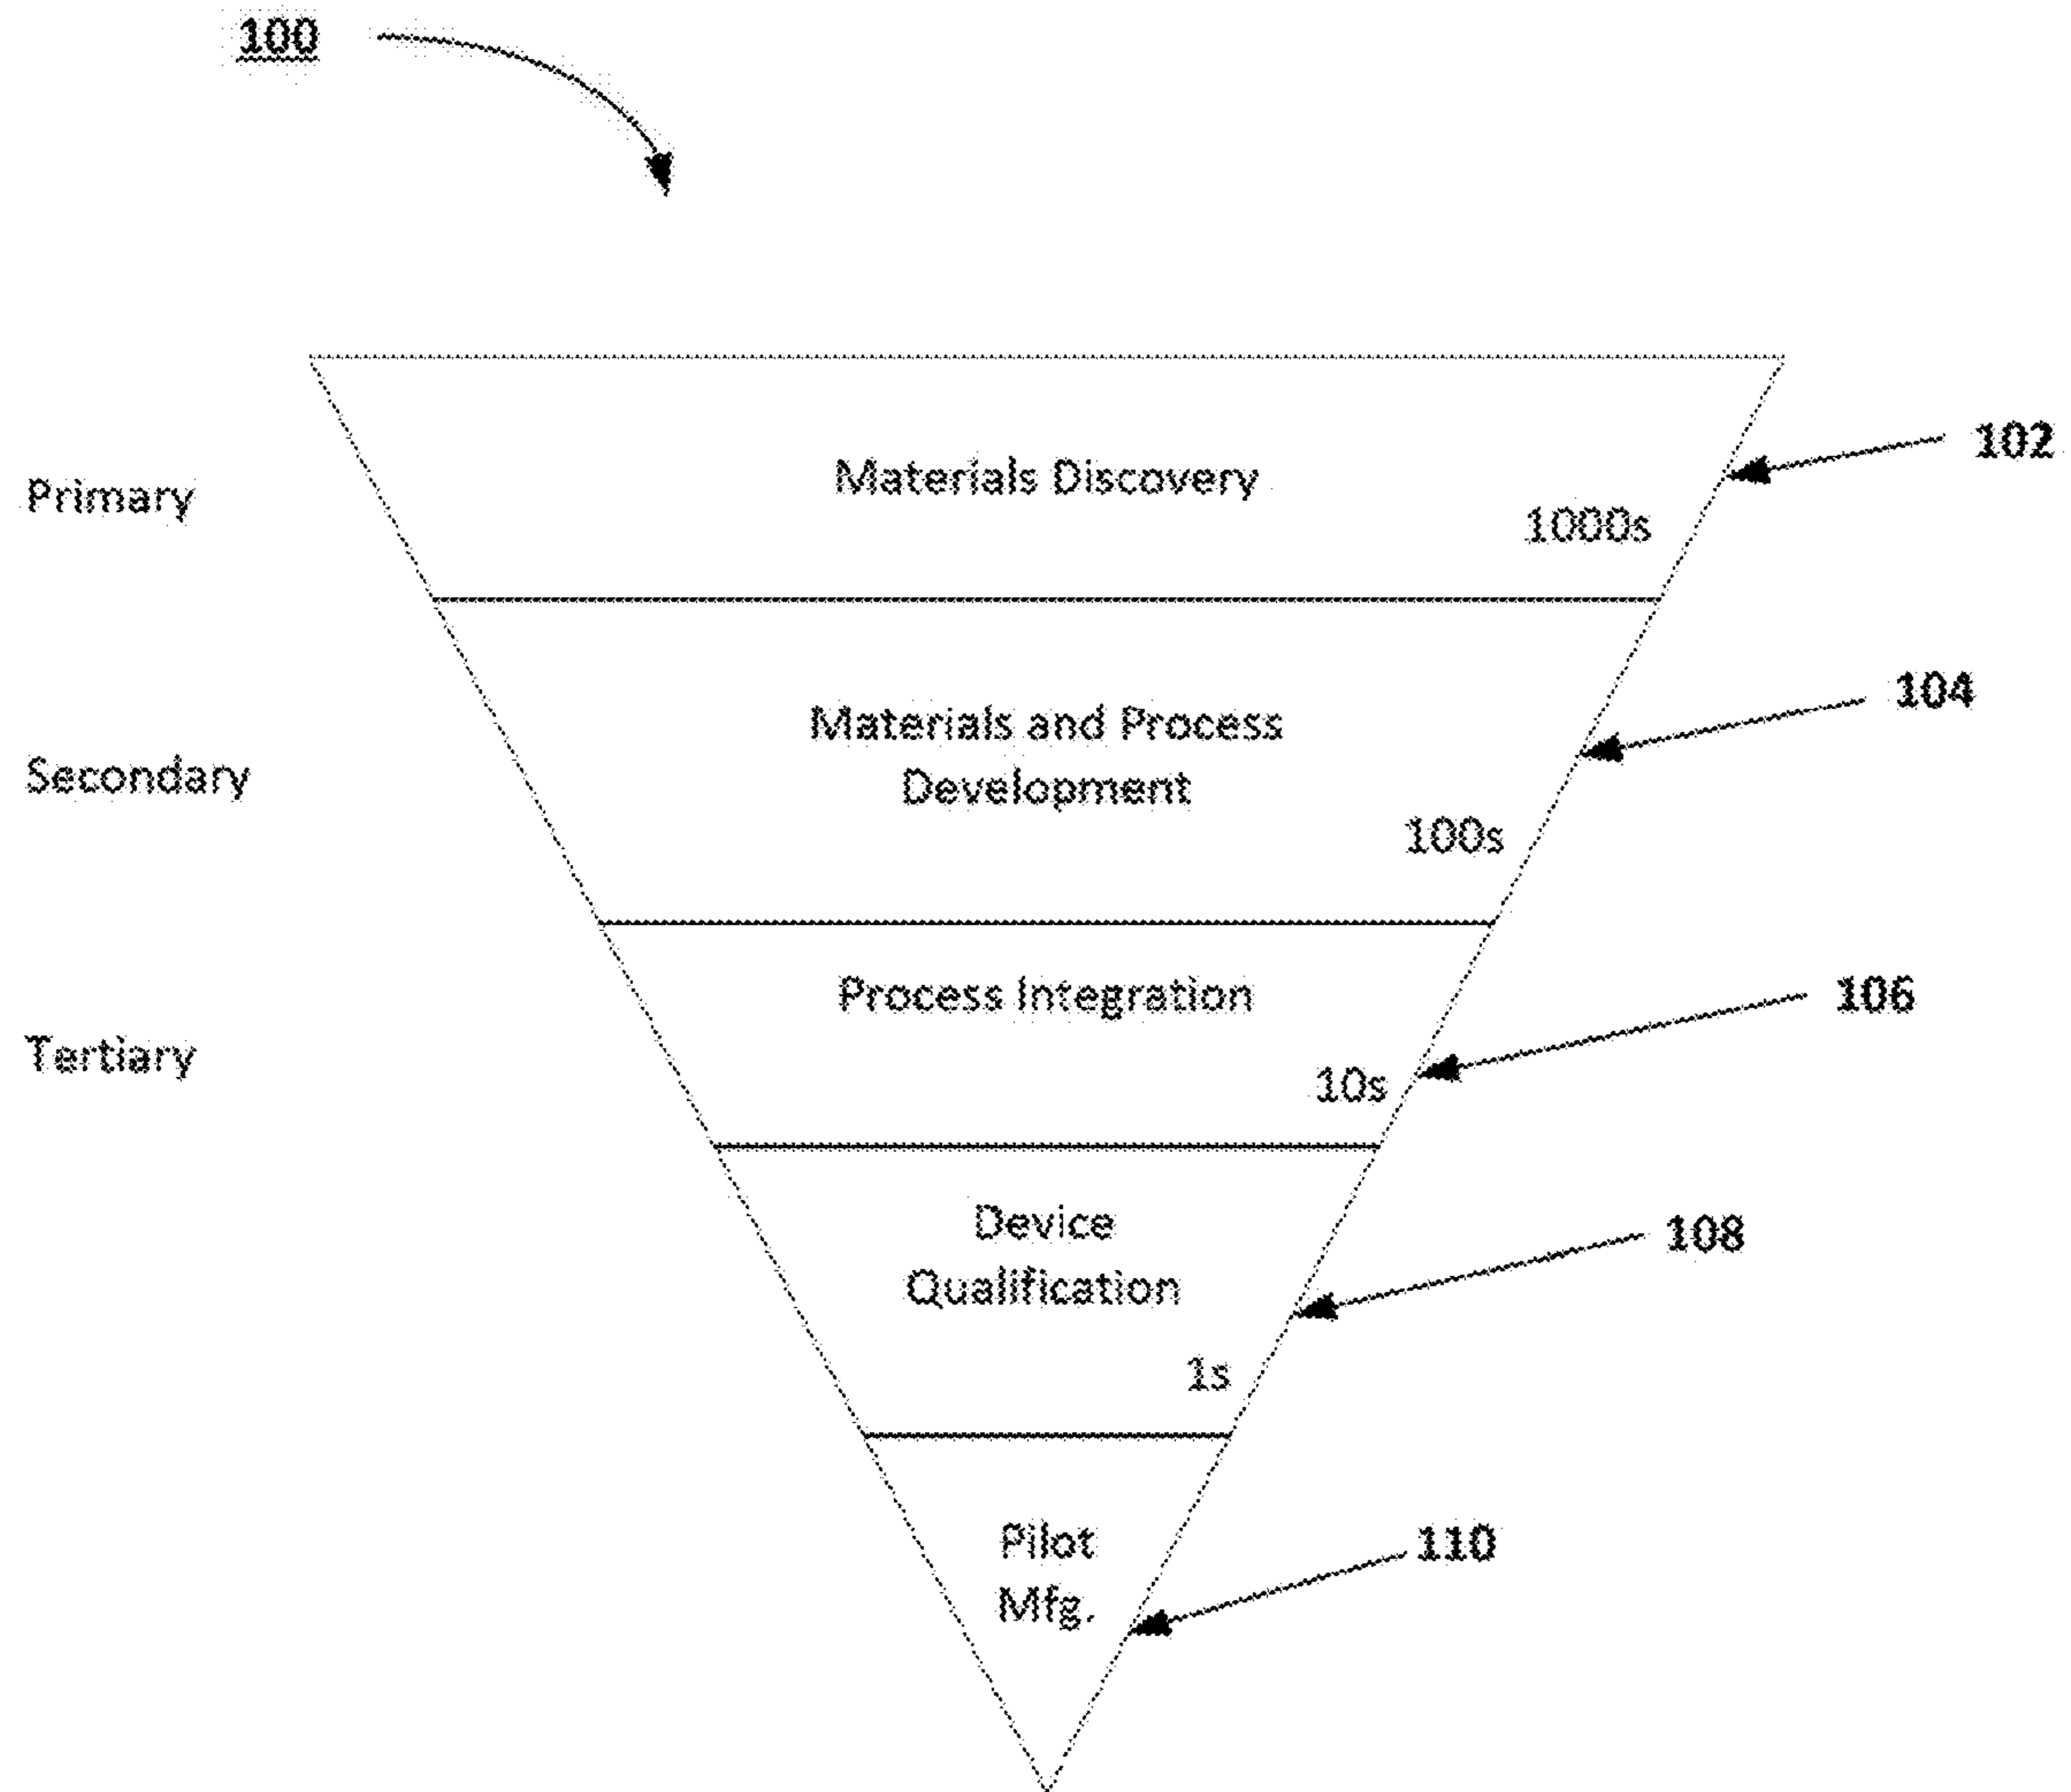 100
102
Materials Discovery
Primary
1000s
104
Materials and Process
Secondary
Development
100s
Process Integration
106
Tertiary
10s
Device
108
Qualification
1s
Pilot
110
Mfg.